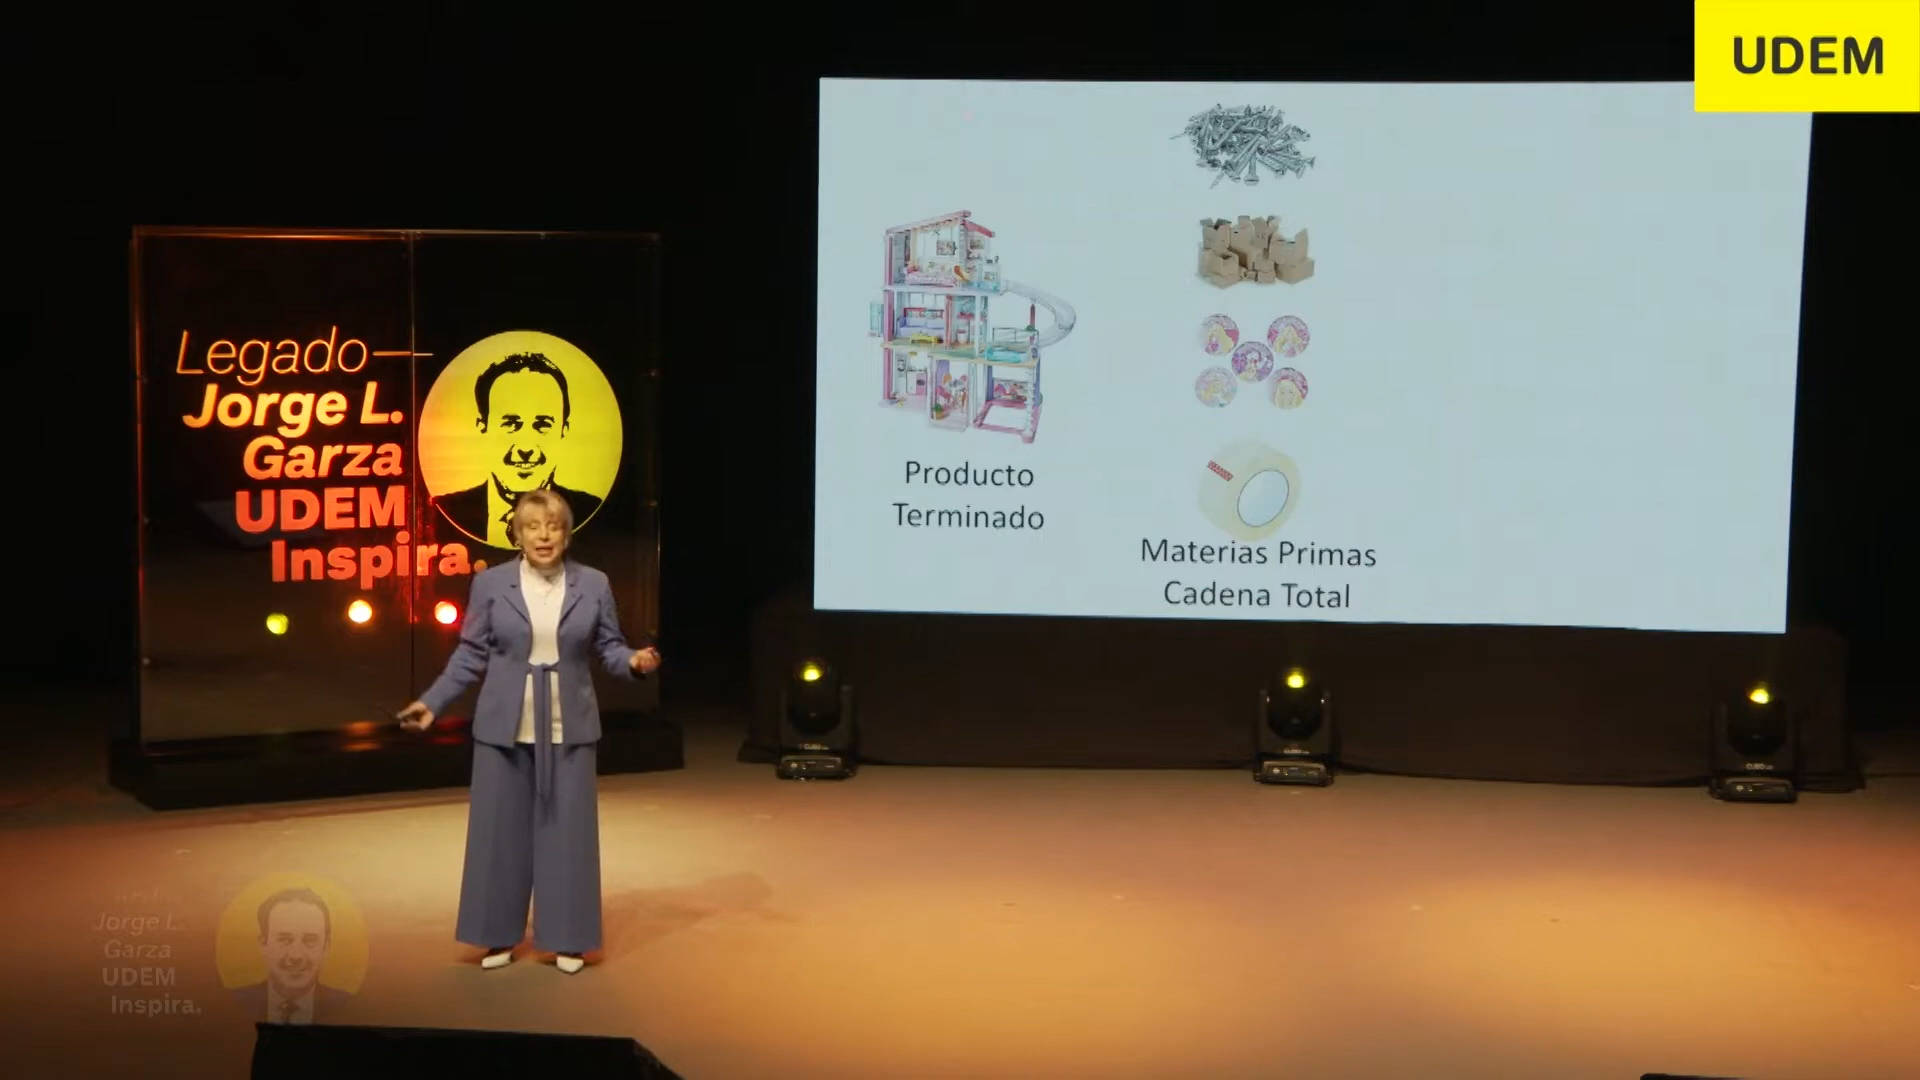 UDEM
Legado—
Jorge L.
Garza
UDEM
Inspira.
Producto
Terminado
Materias Primas
Cadena Total
Jorge L.
Garza
UDEM
Inspira.